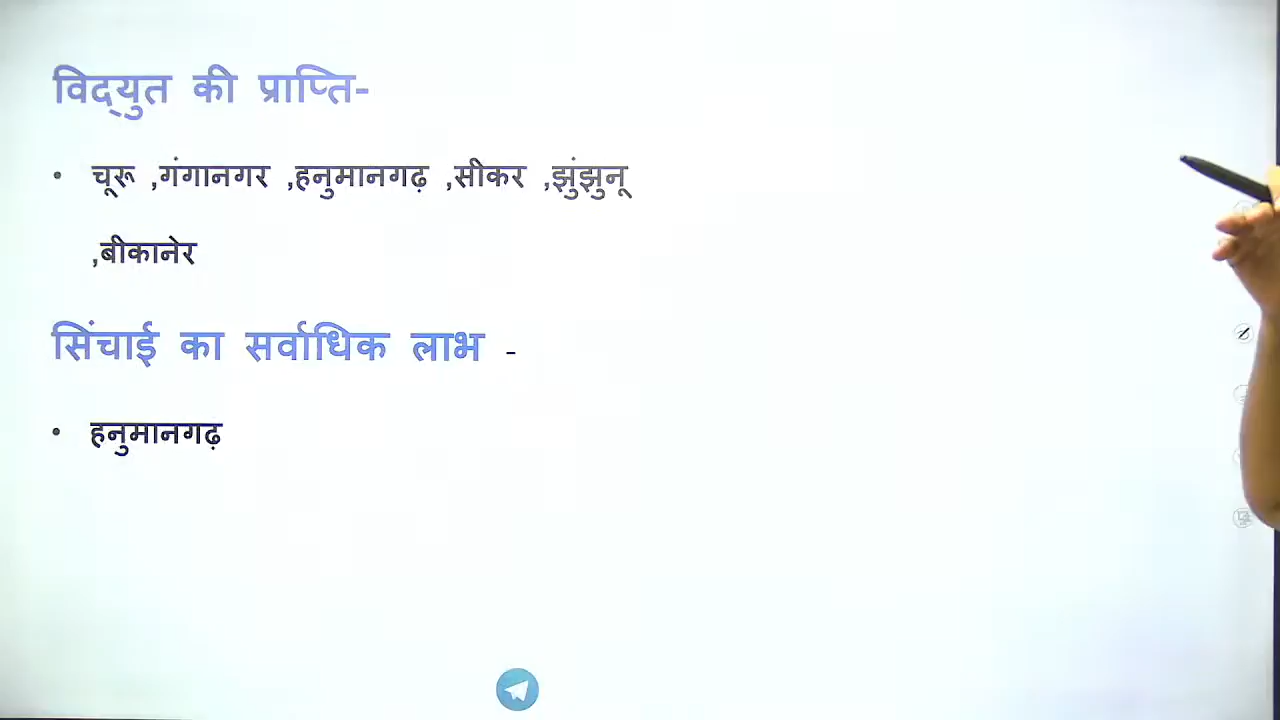 विद्युत की प्राप्ति-
• चूरू ,गंगानगर ,हनुमानगढ़ ,सीकर ,झुंझुनू
,बीकानेर
सिंचाई का सर्वाधिक लाभ -
• हनुमानगढ़